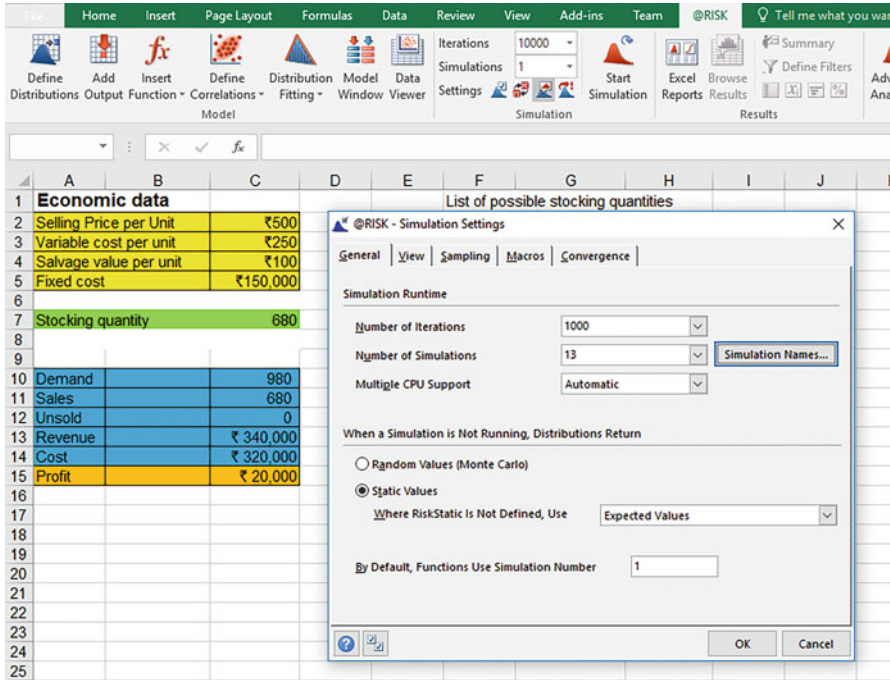 File Home Insert Page Layout Formulas Data Review View Add-ins Team @RISK Tell me what you wan
Define Distributions
Add Output
Insert Function
Define Correlations
Distribution Fitting
Model Window
Data Viewer
Model
Iterations 10000
Simulations 1
Settings
Start Simulation
Simulation
Excel Reports
Browse Results
Summary
Define Filters
Results
Adv
Ana
fx
A B C D E F G H I J
1 Economic data List of possible stocking quantities
2 Selling Price per Unit ₹500
3 Variable cost per unit ₹250
4 Salvage value per unit ₹100
5 Fixed cost ₹150,000
6
7 Stocking quantity 680
8
9
10 Demand 980
11 Sales 680
12 Unsold 0
13 Revenue ₹ 340,000
14 Cost ₹ 320,000
15 Profit ₹ 20,000
16
17
18
19
20
21
22
23
24
25
@RISK - Simulation Settings
General View Sampling Macros Convergence
Simulation Runtime
Number of Iterations 1000
Number of Simulations 13 Simulation Names...
Multiple CPU Support Automatic
When a Simulation is Not Running, Distributions Return
Random Values (Monte Carlo)
Static Values
Where RiskStatic Is Not Defined, Use Expected Values
By Default, Functions Use Simulation Number 1
OK Cancel